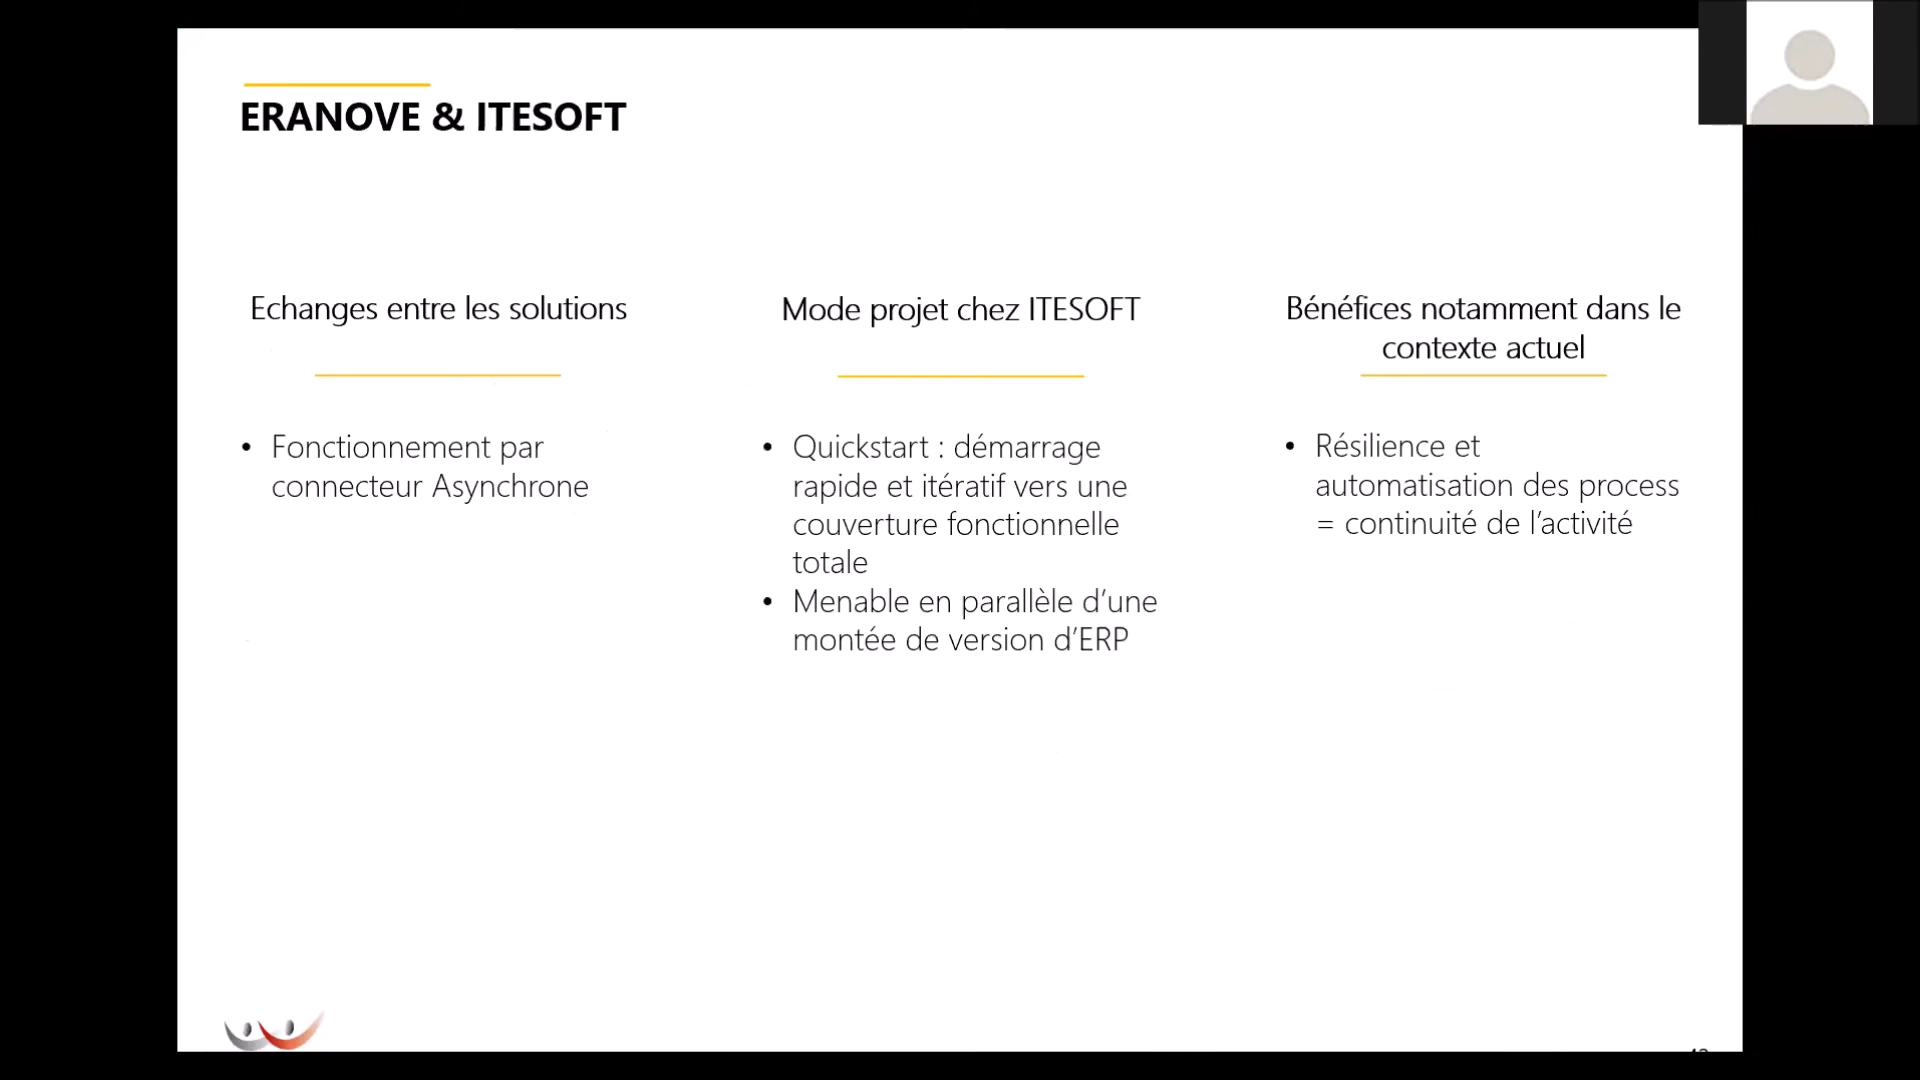 ERANOVE & ITESOFT
Echanges entre les solutions
• Fonctionnement par
connecteur Asynchrone
Mode projet chez ITESOFT
• Quickstart : démarrage
rapide et itératif vers une
couverture fonctionnelle
totale
• Menable en parallèle d’une
montée de version d’ERP
Bénéfices notamment dans le
contexte actuel
• Résilience et
automatisation des process
= continuité de l’activité